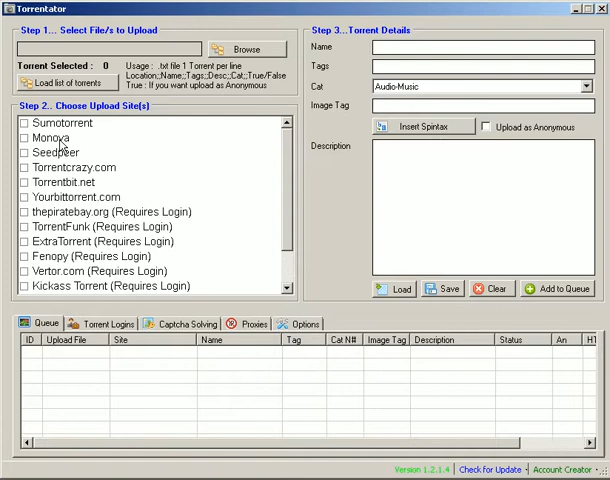 Torrentator
Step 1... Select File/s to Upload
Browse
Torrent Selected : 0
Usage : .txt file 1 Torrent per line
Location;;Name;;Tags;;Desc;;Cat;;True/False
True : If you want upload as Anonymous
Load list of torrents
Step 2.. Choose Upload Site(s)
Sumotorrent
Monova
Seedpeer
Torrentcrazy.com
Torrentbit.net
Yourbittorrent.com
thepiratebay.org (Requires Login)
TorrentFunk (Requires Login)
ExtraTorrent (Requires Login)
Fenopy (Requires Login)
Vertor.com (Requires Login)
Kickass Torrent (Requires Login)
Step 3...Torrent Details
Name
Tags
Cat Audio-Music
Image Tag
Insert Spintax Upload as Anonymous
Description
Load Save Clear Add to Queue
Queue Torrent Logins Captcha Solving Proxies Options
ID Upload File Site Name Tag Cat N# Image Tag Description Status An HT
Version 1.2.1.4 Check for Update Account Creator